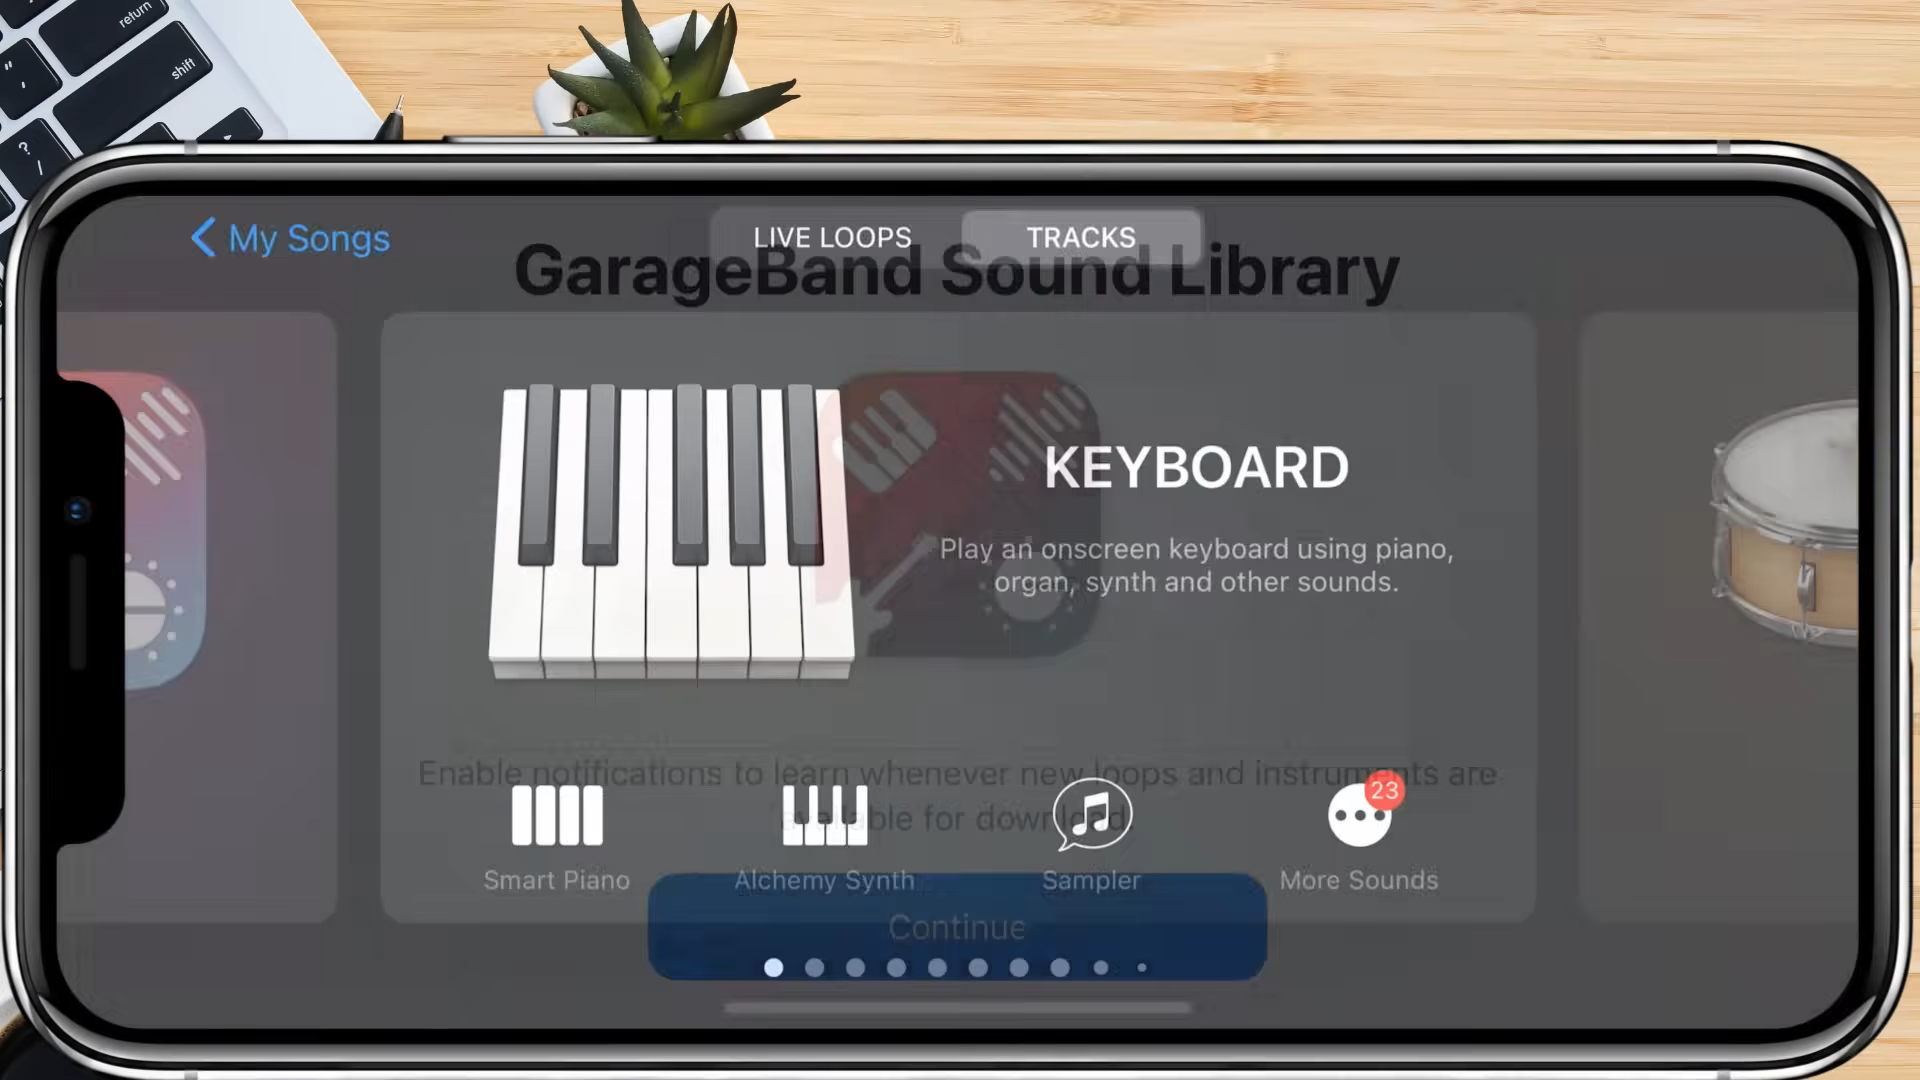 return
shift
My Songs
LIVE LOOPS
TRACKS
GarageBand Sound Library
KEYBOARD
Play an onscreen keyboard using piano,
organ, synth and other sounds.
Enable notifications to learn whenever new loops and instruments are
available for download.
23
Smart Piano
Alchemy Synth
Sampler
More Sounds
Continue